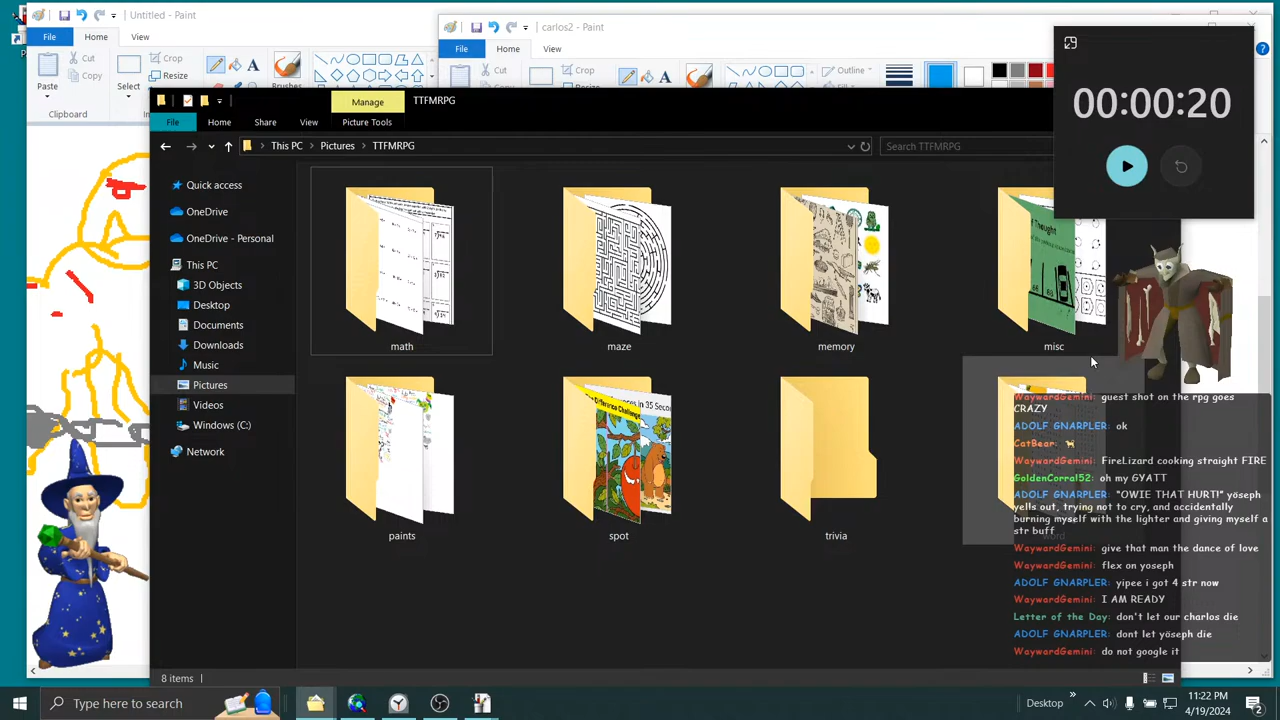 Untitled - Paint
File
Home
View
Paste
Cut
Copy
Clipboard
Select
Crop
Resize
Brushes
carlos2 - Paint
File
Home
View
Cut
Crop
Outline
00:00:20
Manage
TTFMRPG
File
Home
Share
View
Picture Tools
This PC
Pictures
TTFMRPG
Search TTFMRPG
Quick access
OneDrive
OneDrive - Personal
This PC
3D Objects
Desktop
Documents
Downloads
Music
Pictures
Videos
Windows (C:)
Network
math
maze
memory
misc
paints
spot
trivia
word
WaywardGemini: guest shot on the rpg goes
CRAZY
ADOLF GNARPLER: ok
CatBear:
WaywardGemini: FireLizard cooking straight FIRE
GoldenCorral52: oh my GYATT
ADOLF GNARPLER: "OWIE THAT HURT!" yöseph
yells out, trying not to cry, and accidentally
burning myself with the lighter and giving myself a
str buff
WaywardGemini: give that man the dance of love
WaywardGemini: flex on yoseph
ADOLF GNARPLER: yipee i got 4 str now
WaywardGemini: I AM READY
Letter of the Day: don't let our charlos die
ADOLF GNARPLER: dont let yöseph die
WaywardGemini: do not google it
8 items
Type here to search
Desktop
11:22 PM
4/19/2024
2